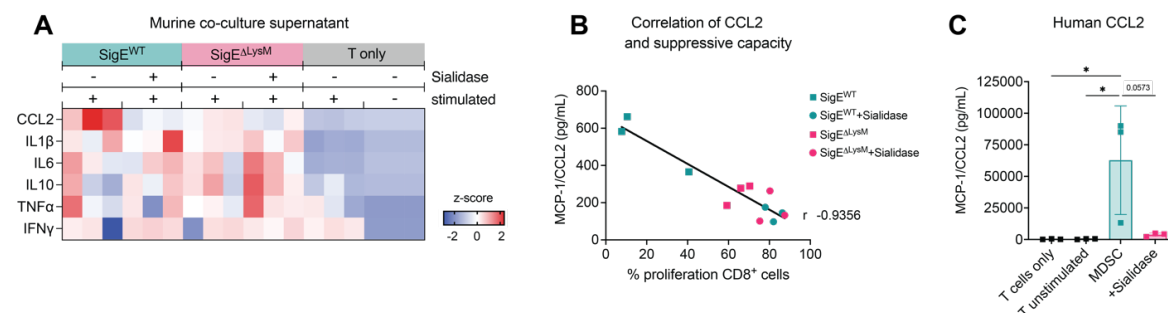 A
Murine co-culture supernatant
SigE^WT SigE^ΔLysM T only
- + - + - - Sialidase
+ + + + + - stimulated
CCL2
IL1β
IL6
IL10
TNFα
IFNγ
z-score
-2 0 2
B
Correlation of CCL2
and suppressive capacity
MCP-1/CCL2 (pg/mL)
800
600
400
200
0
0 20 40 60 80 100
% proliferation CD8⁺ cells
SigE^WT
SigE^WT+Sialidase
SigE^ΔLysM
SigE^ΔLysM+Sialidase
r -0.9356
C
Human CCL2
MCP-1/CCL2 (pg/mL)
125000
100000
75000
50000
25000
0
*
*
0.0573
T cells only
T unstimulated
MDSC
+Sialidase